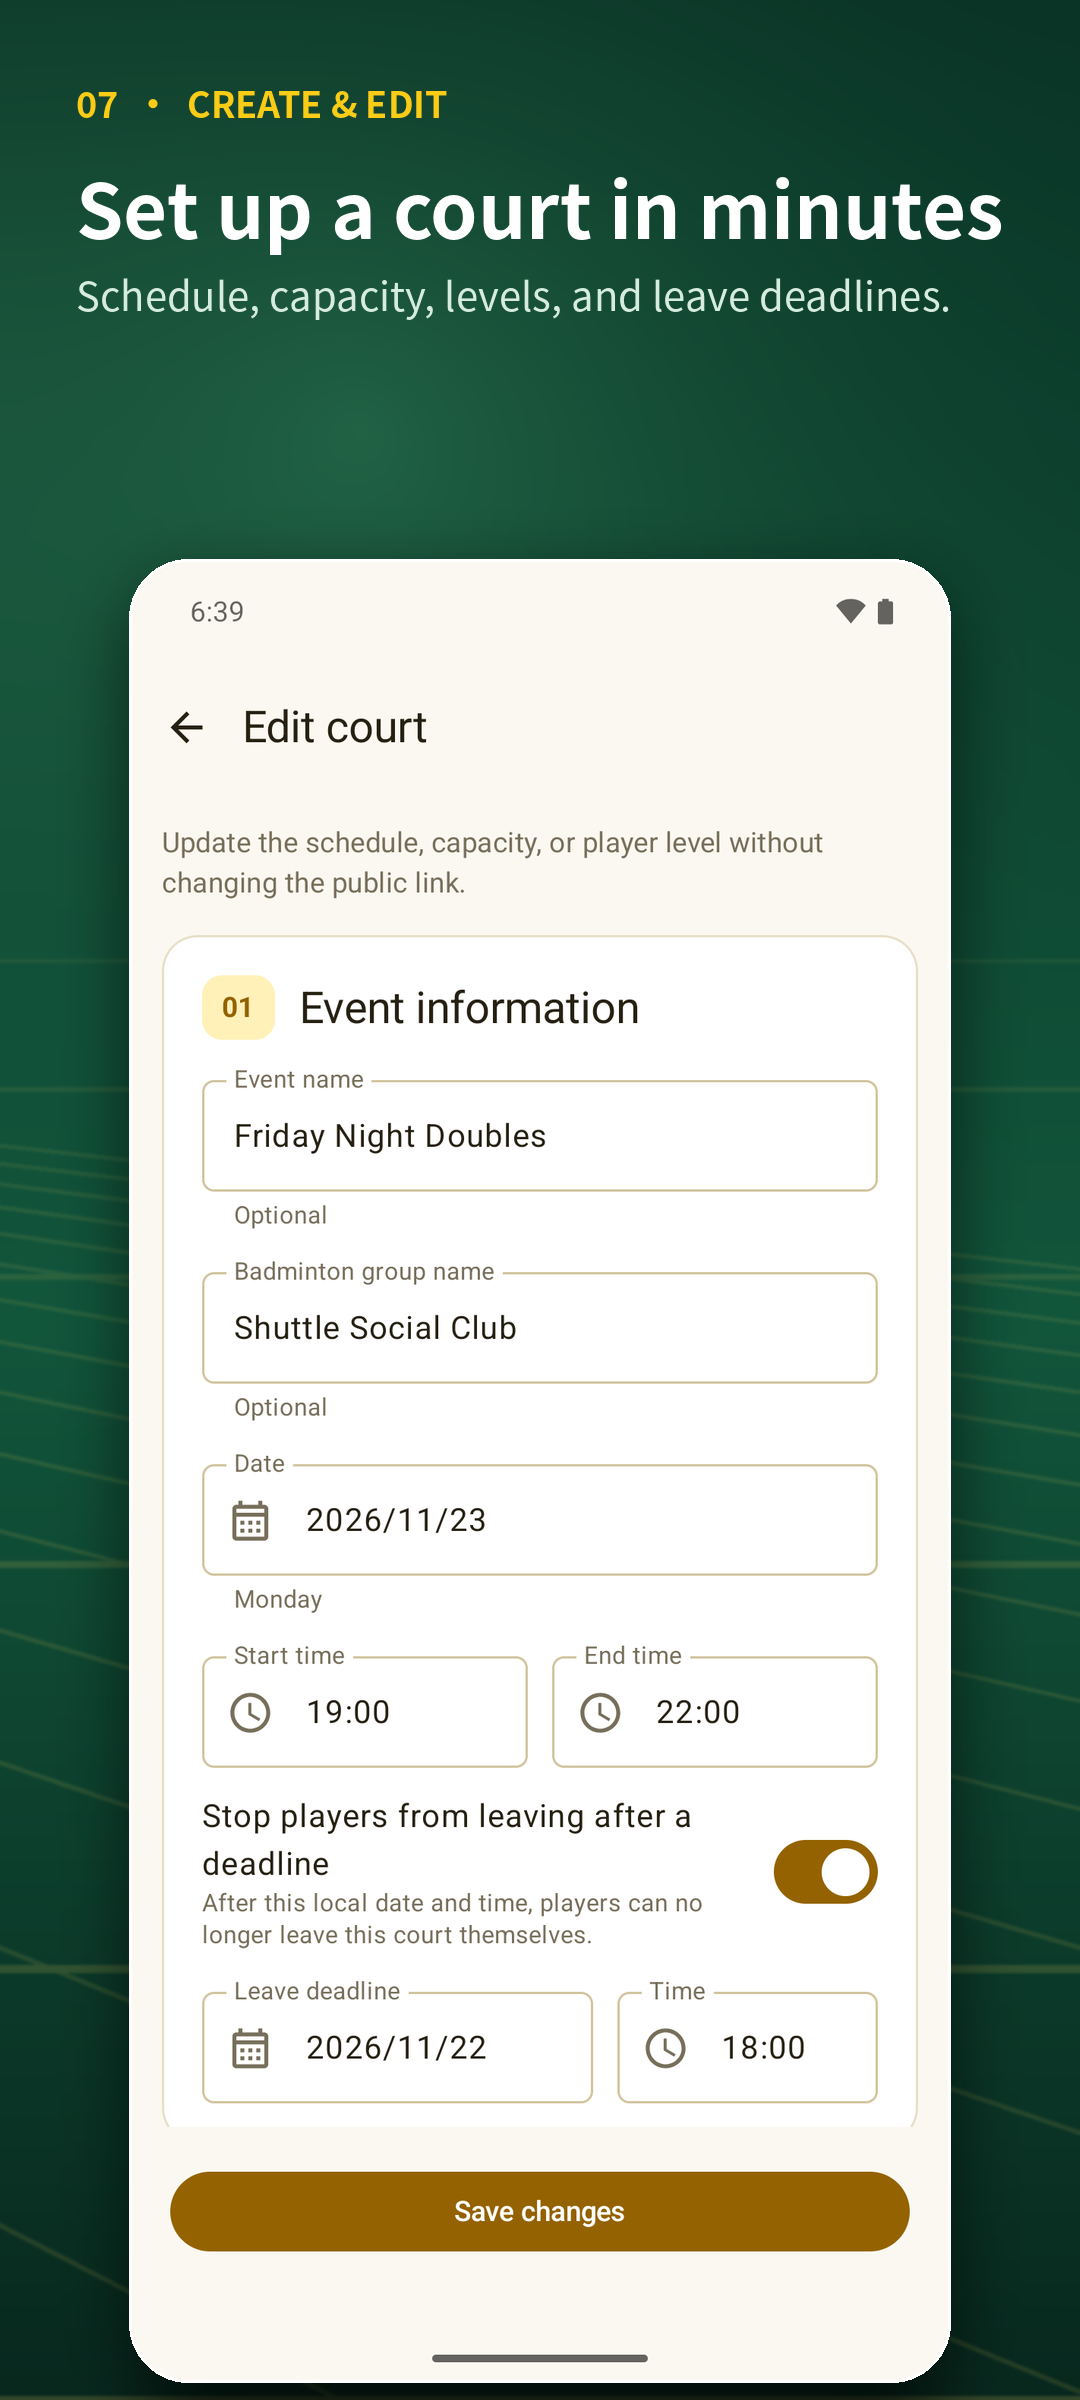 07 • CREATE & EDIT
Set up a court in minutes
Schedule, capacity, levels, and leave deadlines.
6:39
Edit court
Update the schedule, capacity, or player level without
changing the public link.
01 Event information
Event name
Friday Night Doubles
Optional
Badminton group name
Shuttle Social Club
Optional
Date
2026/11/23
Monday
Start time End time
19:00 22:00
Stop players from leaving after a
deadline
After this local date and time, players can no
longer leave this court themselves.
Leave deadline Time
2026/11/22 18:00
Save changes